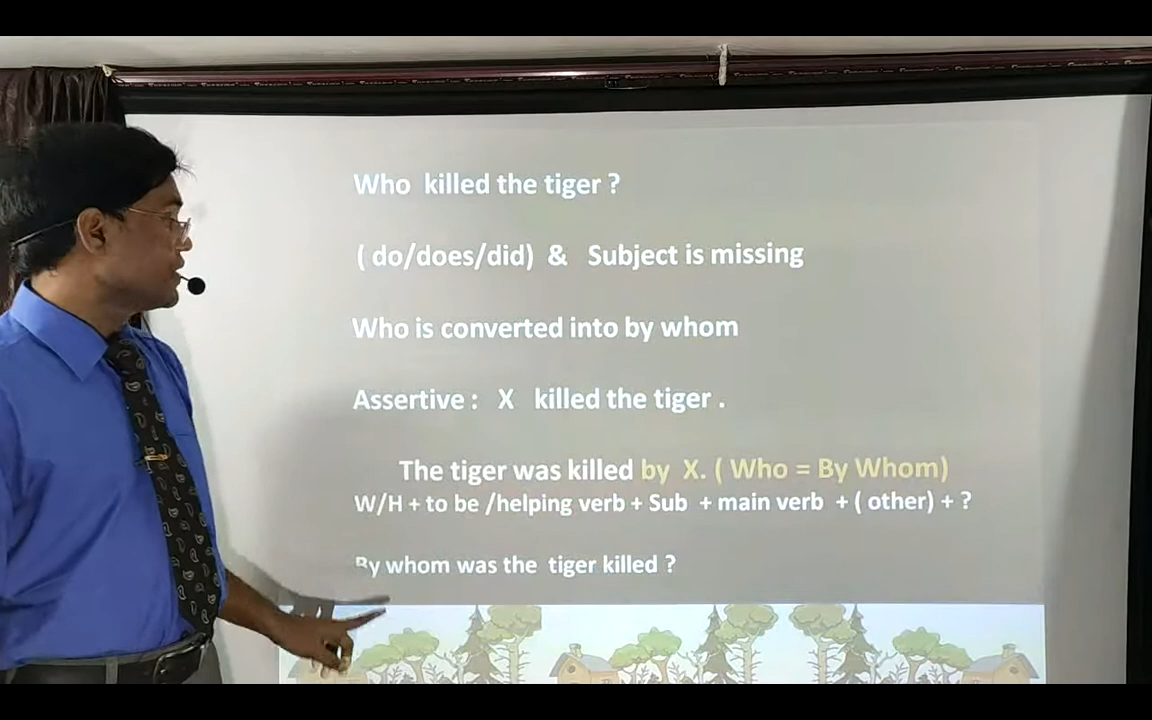 Who killed the tiger ?
( do/does/did) & Subject is missing
Who is converted into by whom
Assertive : X killed the tiger .
The tiger was killed by X. ( Who = By Whom)
W/H + to be /helping verb + Sub + main verb + ( other) + ?
By whom was the tiger killed ?